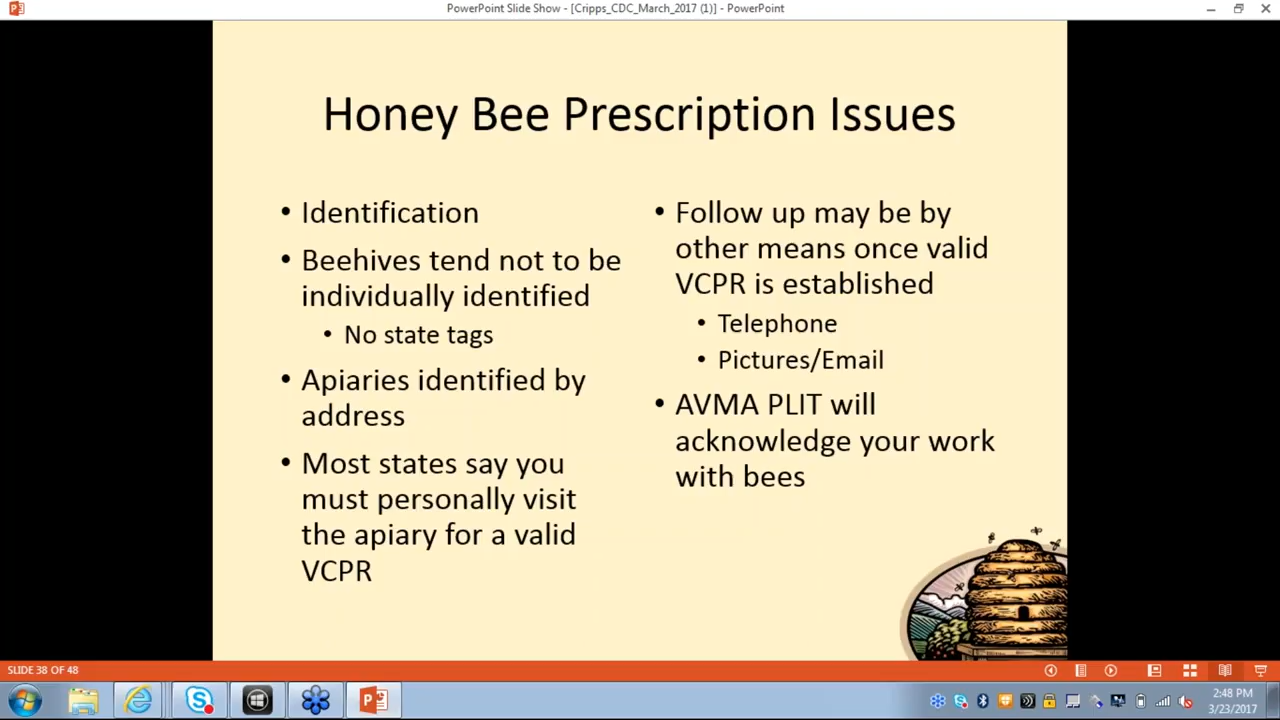 PowerPoint Slide Show - [Cripps_CDC_March_2017 (1)] - PowerPoint
Honey Bee Prescription Issues
• Identification
• Beehives tend not to be
individually identified
• No state tags
• Apiaries identified by
address
• Most states say you
must personally visit
the apiary for a valid
VCPR
• Follow up may be by
other means once valid
VCPR is established
• Telephone
• Pictures/Email
• AVMA PLIT will
acknowledge your work
with bees
SLIDE 38 OF 48
2:48 PM
3/23/2017